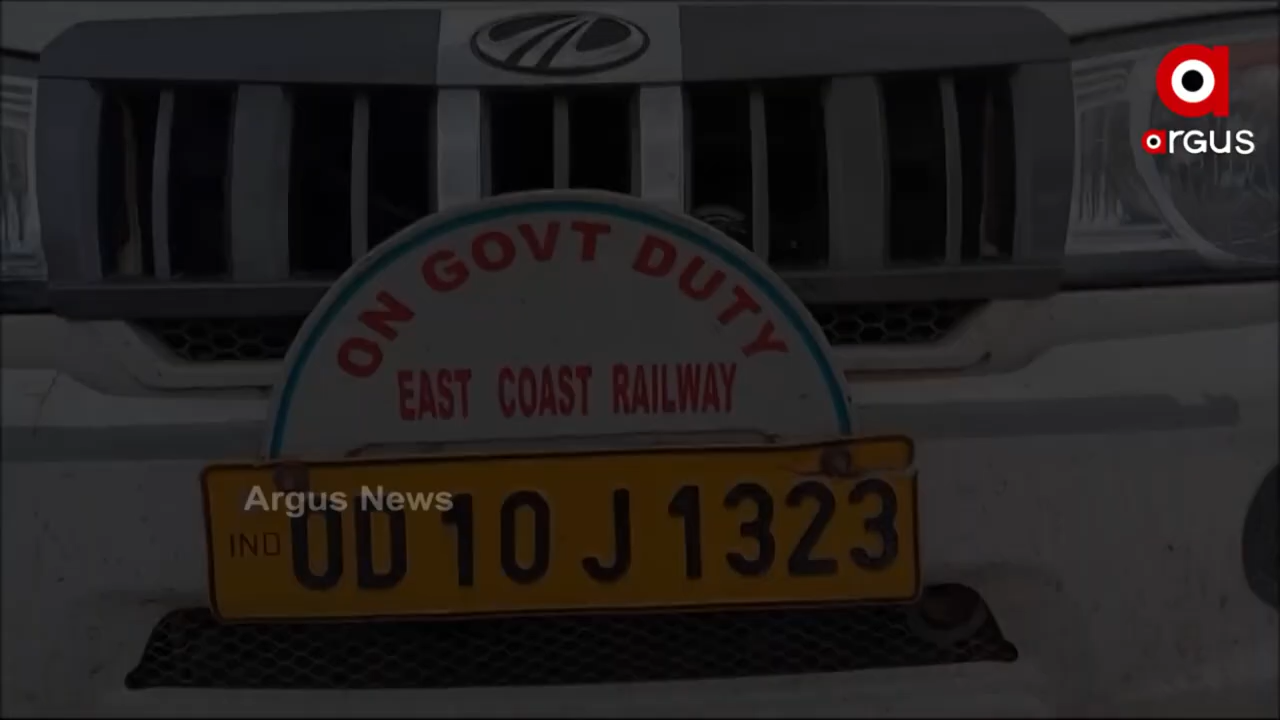 argus
ON GOVT DUTY
EAST COAST RAILWAY
Argus News
IND OD 10 J 1323